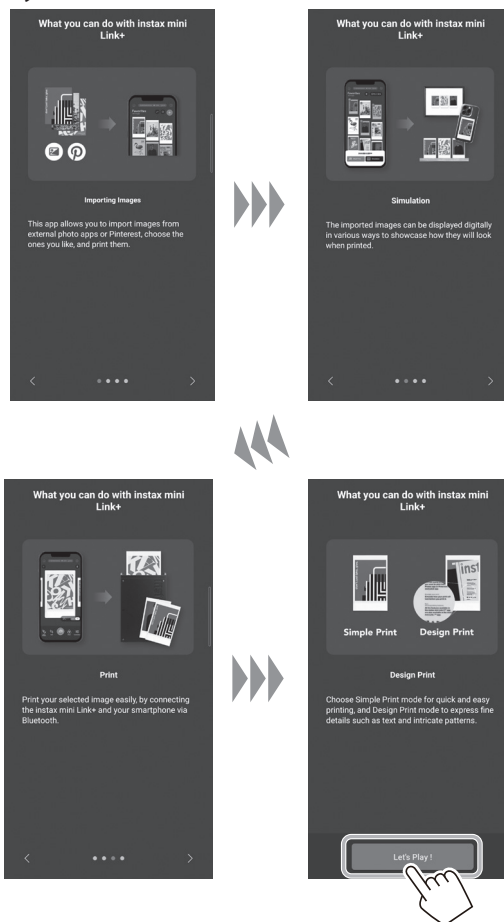 What you can do with instax mini
Link+
Importing Images
This app allows you to import images from
external photo apps or Pinterest, choose the
ones you like, and print them.
What you can do with instax mini
Link+
Simulation
The imported images can be displayed digitally
in various ways to showcase how they will look
when printed.
What you can do with instax mini
Link+
Print
Print your selected image easily, by connecting
the instax mini Link+ and your smartphone via
Bluetooth.
What you can do with instax mini
Link+
Simple Print
Design Print
Design Print
Choose Simple Print mode for quick and easy
printing, and Design Print mode to express fine
details such as text and intricate patterns.
Let's Play !